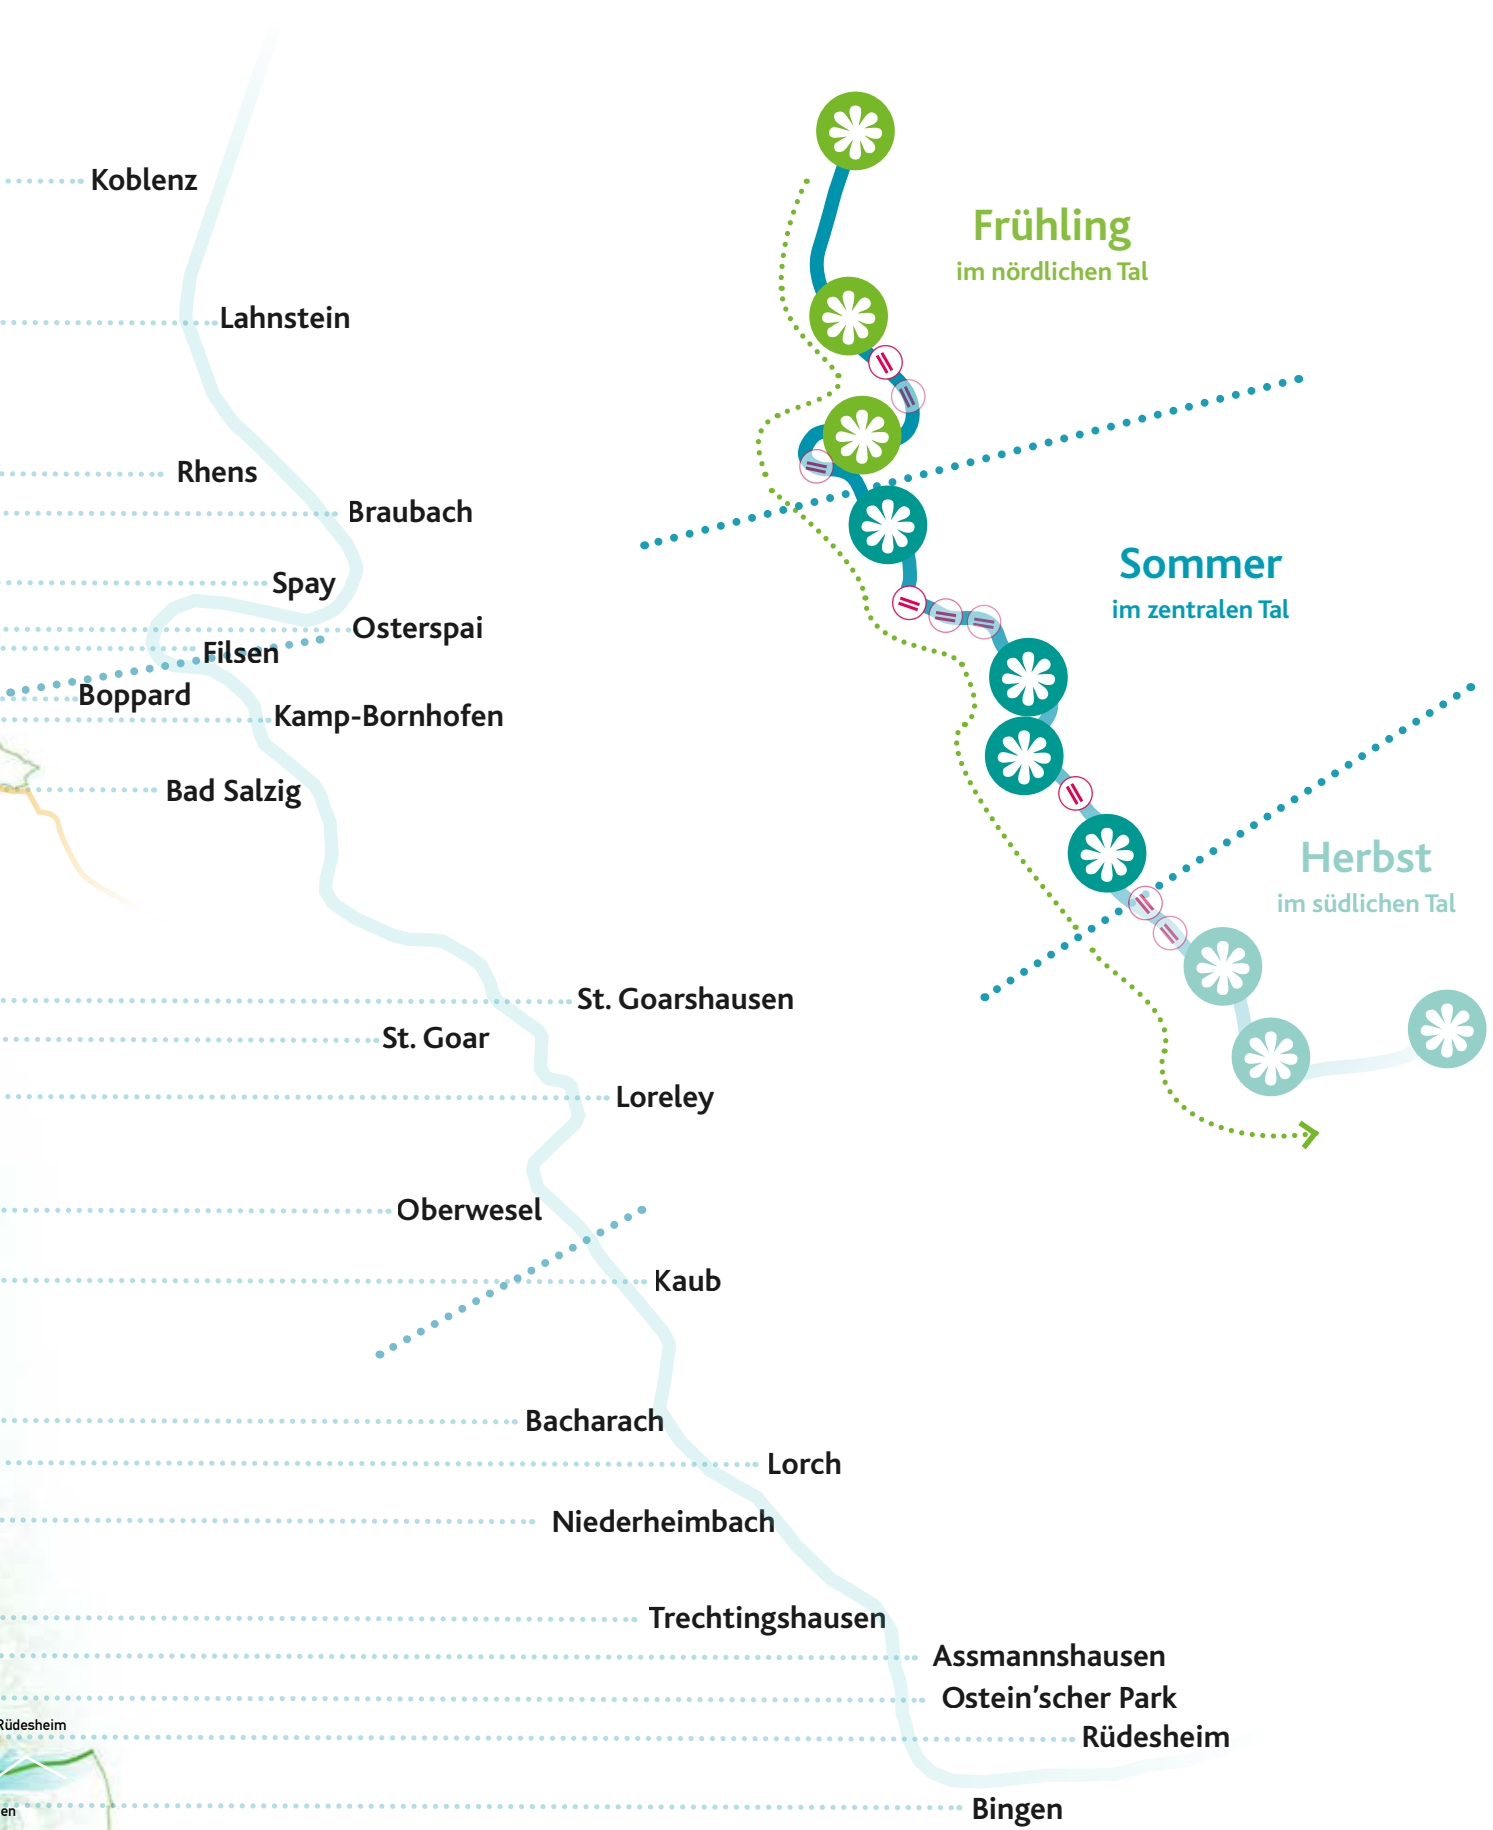 Koblenz
Frühling
im nördlichen Tal
Lahnstein
Rhens
Braubach
Sommer
im zentralen Tal
Spay
Osterspai
Filsen
Boppard
Kamp-Bornhofen
Bad Salzig
Herbst
im südlichen Tal
St. Goarshausen
St. Goar
Loreley
Oberwesel
Kaub
Bacharach
Lorch
Niederheimbach
Trechtingshausen
Assmannshausen
Ostein’scher Park
Rüdesheim
Rüdesheim
Bingen
en